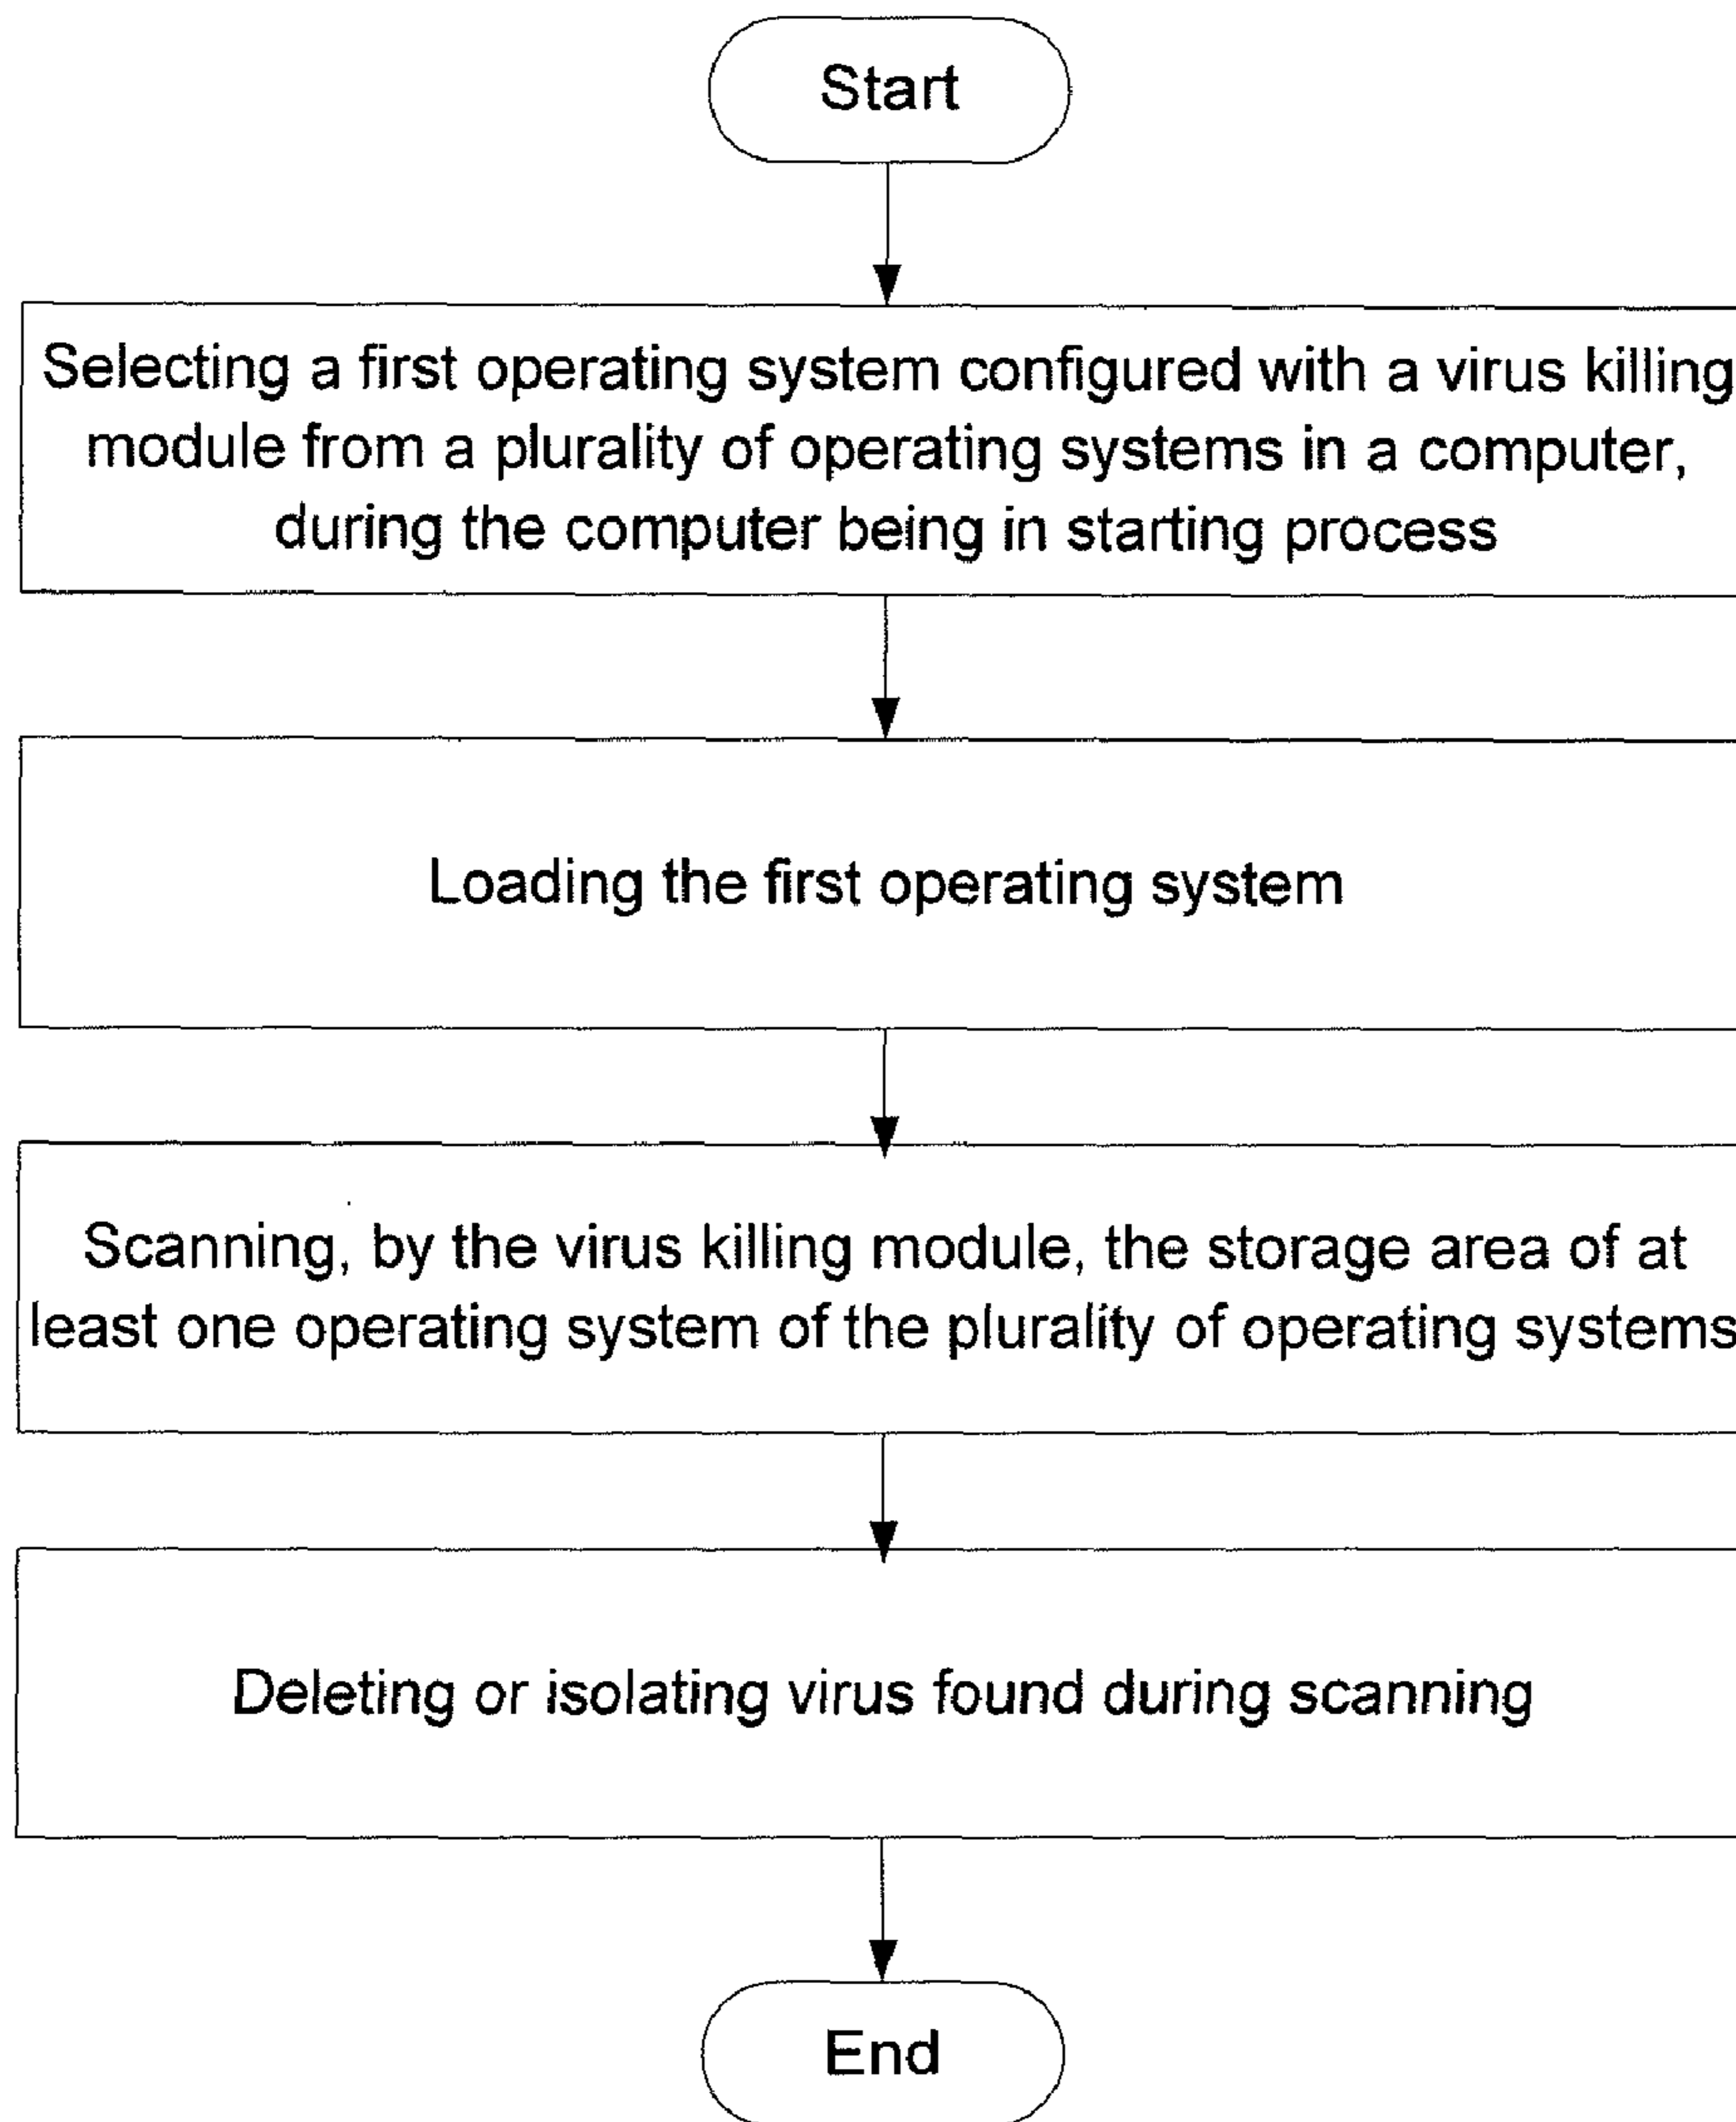 Start
Selecting a first operating system configured with a virus killing
module from a plurality of operating systems in a computer,
during the computer being in starting process
Loading the first operating system
Scanning, by the virus killing module, the storage area of at
least one operating system of the plurality of operating systems
Deleting or isolating virus found during scanning
End